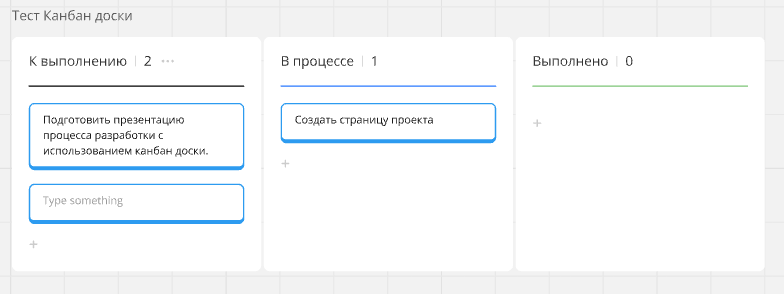 Тест Канбан доски
К выполнению | 2 ···
Подготовить презентацию
процесса разработки с
использованием канбан доски.
Type something
+
В процессе | 1
Создать страницу проекта
+
Выполнено | 0
+